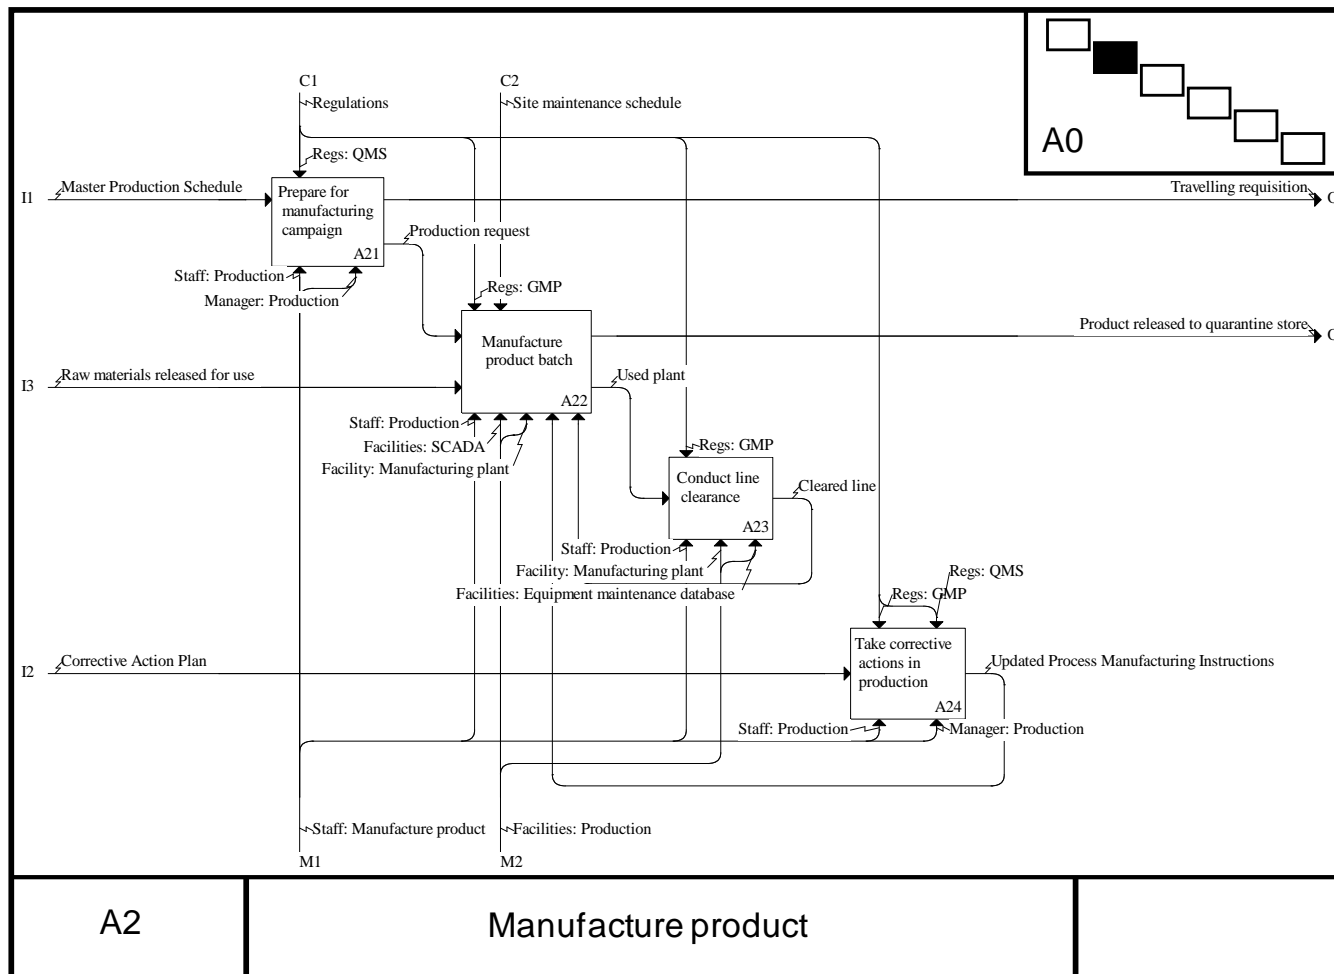 C1
C2
Regulations
Site maintenance schedule
A0
Regs: QMS
I1
Master Production Schedule
Prepare for
manufacturing
campaign
A21
Travelling requisition
O
Production request
Staff: Production
Manager: Production
Regs: GMP
Manufacture
product batch
A22
Product released to quarantine store
O
I3
Raw materials released for use
Used plant
Staff: Production
Facilities: SCADA
Facility: Manufacturing plant
Regs: GMP
Conduct line
clearance
A23
Cleared line
Staff: Production
Facility: Manufacturing plant
Facilities: Equipment maintenance database
Regs: QMS
Regs: GMP
I2
Corrective Action Plan
Take corrective
actions in
production
A24
Updated Process Manufacturing Instructions
Staff: Production
Manager: Production
Staff: Manufacture product
Facilities: Production
M1
M2
A2
Manufacture product